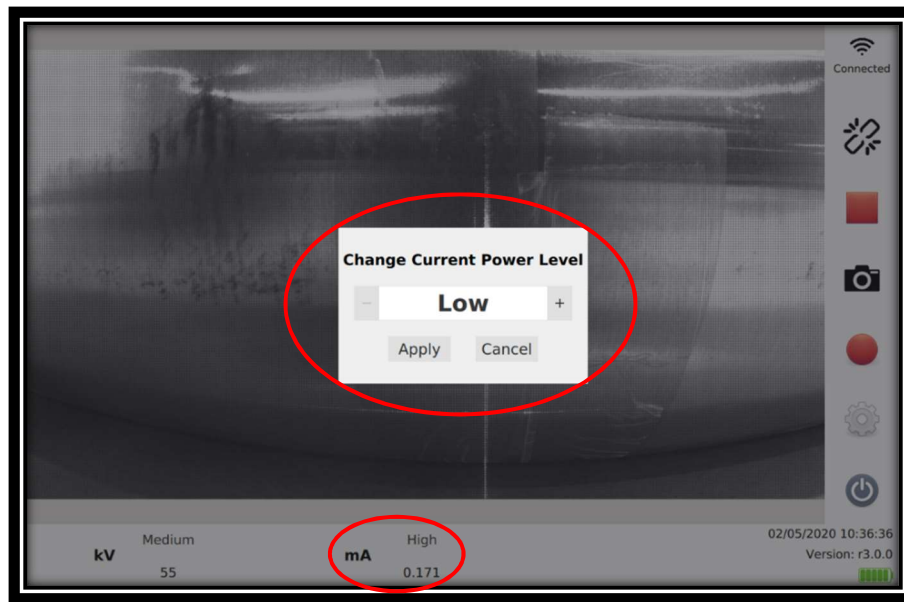 Connected
Change Current Power Level
− Low +
Apply Cancel
kV Medium 55
mA High 0.171
02/05/2020 10:36:36
Version: r3.0.0